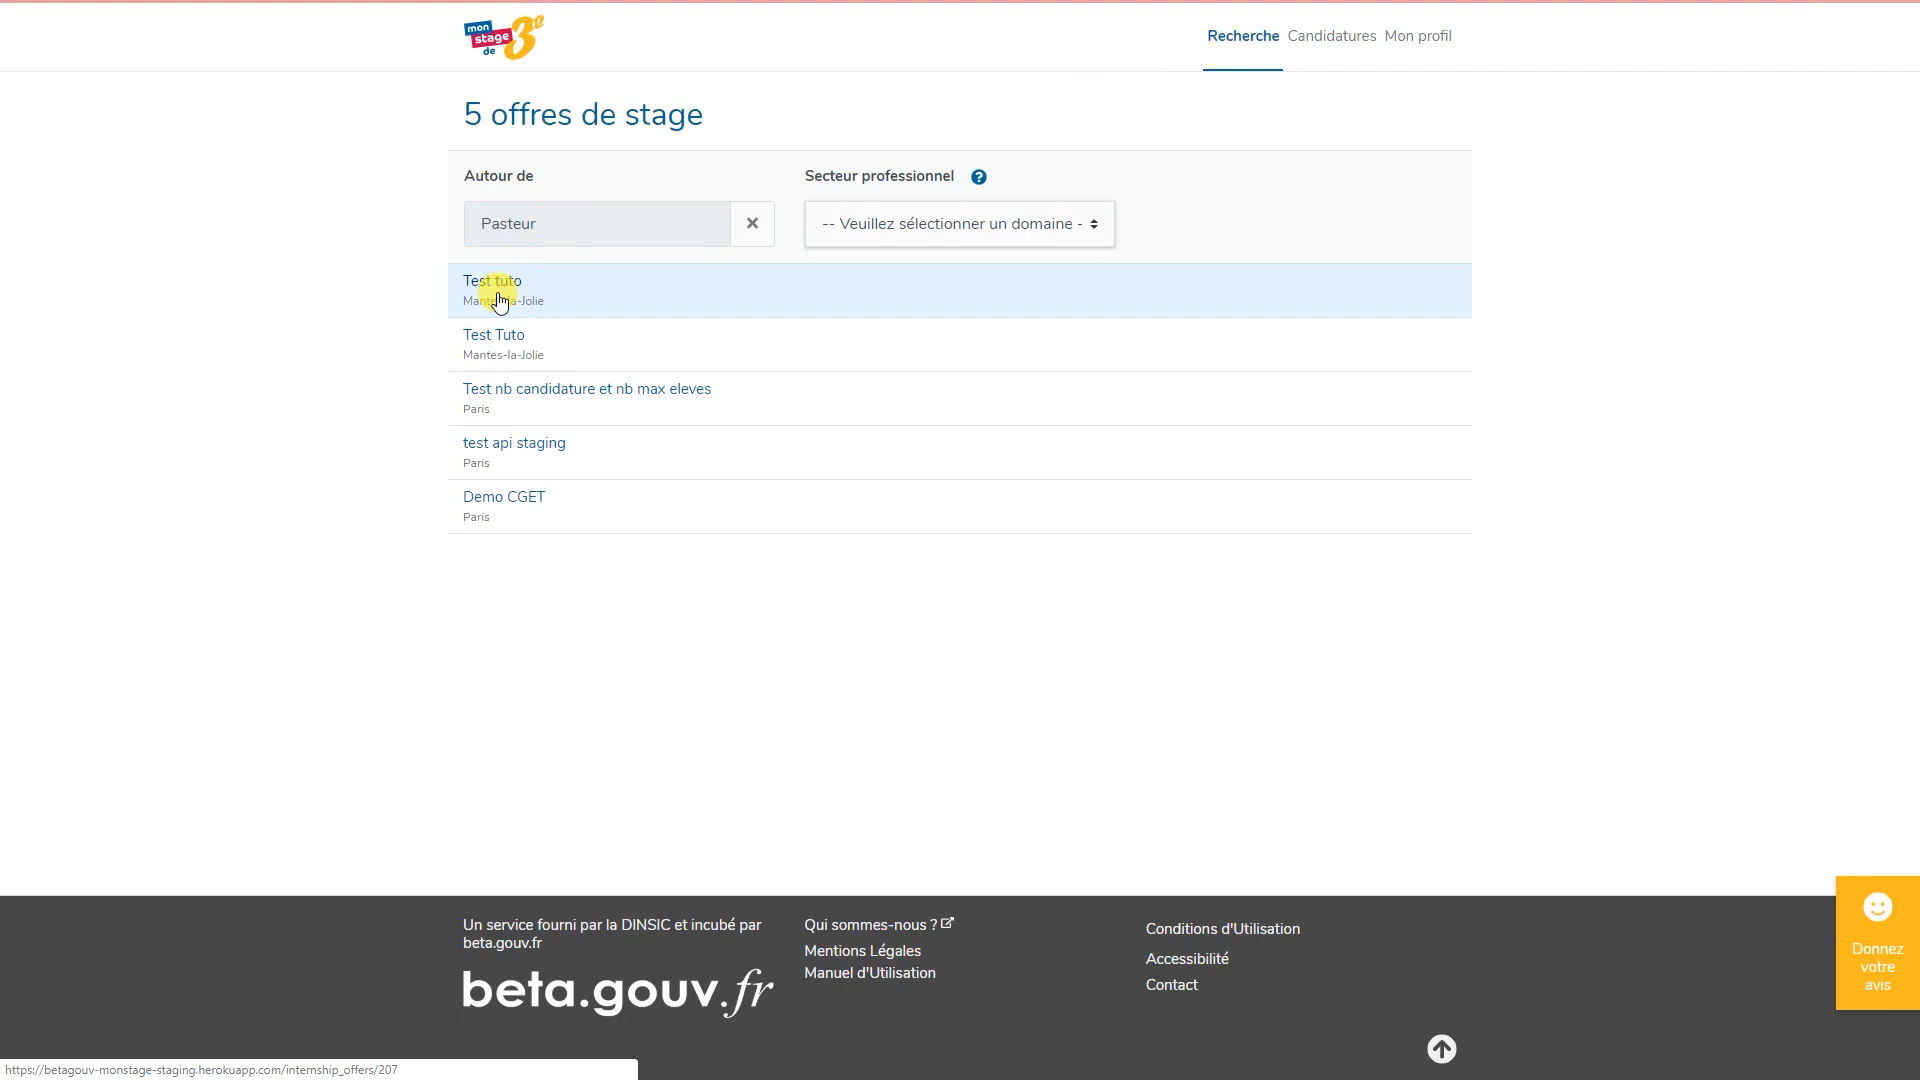 mon
stage
de
3e
Recherche Candidatures Mon profil
5 offres de stage
Autour de
Secteur professionnel ?
Pasteur ×
-- Veuillez sélectionner un domaine -
Test tuto
Mantes-la-Jolie
Test Tuto
Mantes-la-Jolie
Test nb candidature et nb max eleves
Paris
test api staging
Paris
Demo CGET
Paris
Un service fourni par la DINSIC et incubé par
beta.gouv.fr
beta.gouv.fr
Qui sommes-nous ?
Mentions Légales
Manuel d'Utilisation
Conditions d'Utilisation
Accessibilité
Contact
Donnez
votre
avis
https://betagouv-monstage-staging.herokuapp.com/internship_offers/207